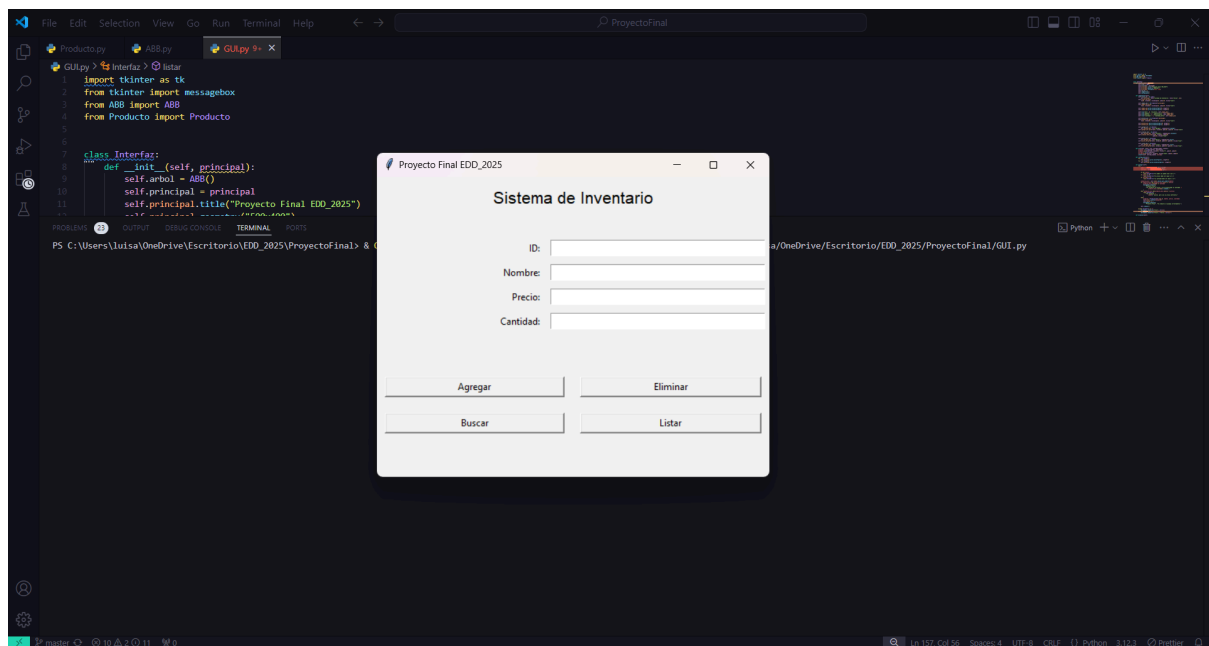 File Edit Selection View Go Run Terminal Help
ProyectoFinal
Producto.py ABB.py GUI.py 9+
GUI.py > Interfaz > listar
1 import tkinter as tk
2 from tkinter import messagebox
3 from ABB import ABB
4 from Producto import Producto
5
6
7 class Interfaz:
8 def __init__(self, principal):
9 self.arbol = ABB()
10 self.principal = principal
11 self.principal.title("Proyecto Final EDD_2025")
PROBLEMS 23 OUTPUT DEBUG CONSOLE TERMINAL PORTS
Python
PS C:\Users\luisa\OneDrive\Escritorio\EDD_2025\ProyectoFinal> &
a/OneDrive/Escritorio/EDD_2025/ProyectoFinal/GUI.py
Proyecto Final EDD_2025
Sistema de Inventario
ID:
Nombre:
Precio:
Cantidad:
Agregar Eliminar
Buscar Listar
master 10 2 11 0
Ln 157, Col 56 Spaces: 4 UTF-8 CRLF {} Python 3.12.3 Prettier